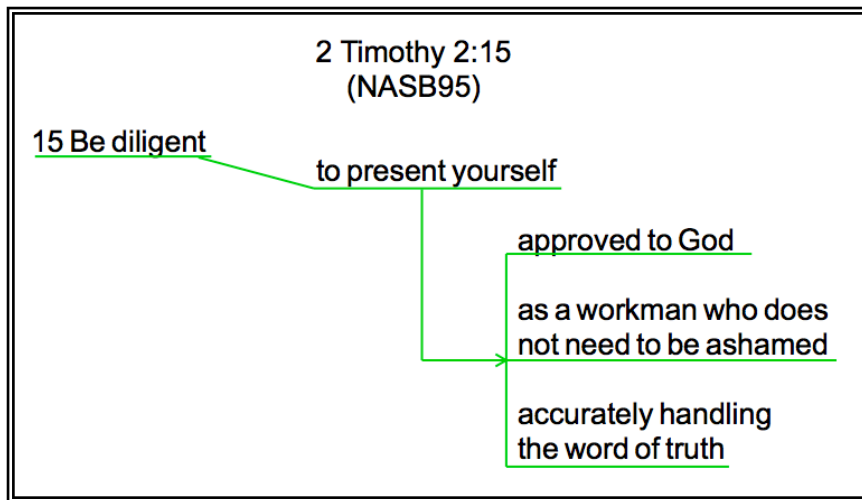 2 Timothy 2:15
(NASB95)
15 Be diligent
to present yourself
approved to God
as a workman who does
not need to be ashamed
accurately handling
the word of truth